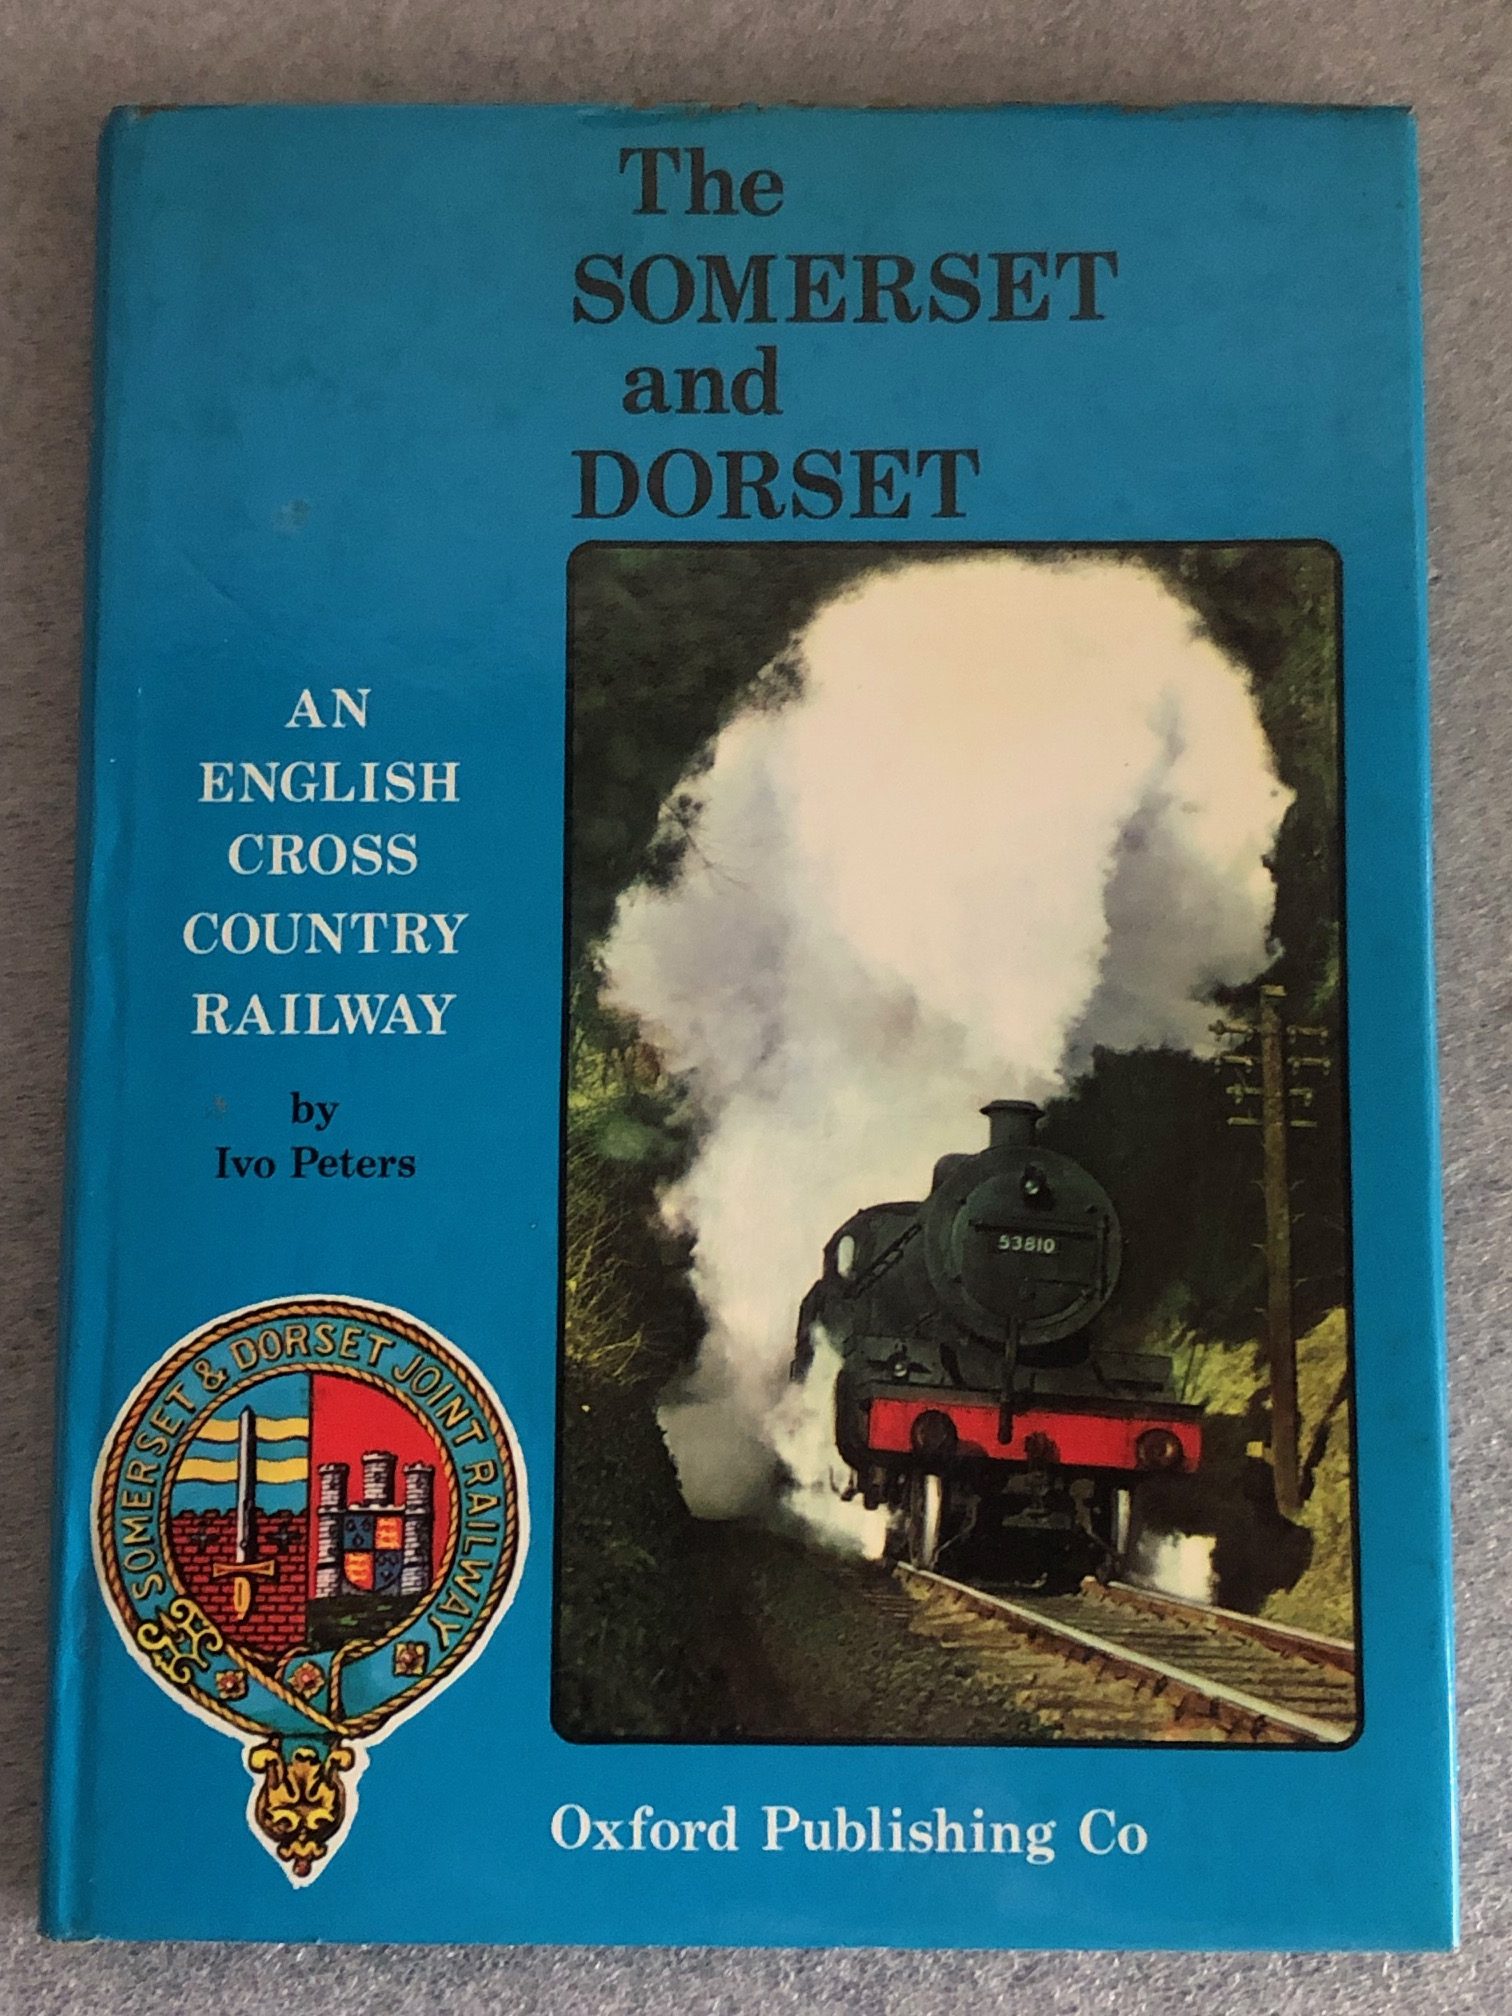 The
SOMERSET
and
DORSET
AN
ENGLISH
CROSS
COUNTRY
RAILWAY
by
Ivo Peters
53810
SOMERSET & DORSET JOINT RAILWAY
Oxford Publishing Co